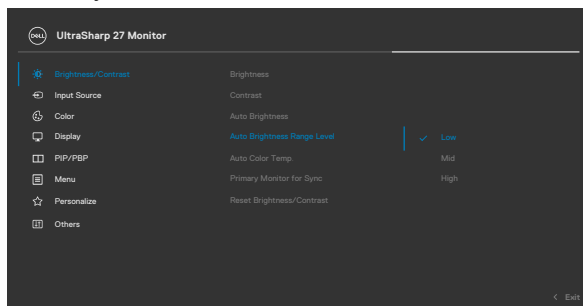 DELL UltraSharp 27 Monitor
Brightness/Contrast Brightness
Input Source Contrast
Color Auto Brightness
Display Auto Brightness Range Level Low
PIP/PBP Auto Color Temp Mid
Menu Primary Monitor for Sync High
Personalize Reset Brightness/Contrast
Others
Exit